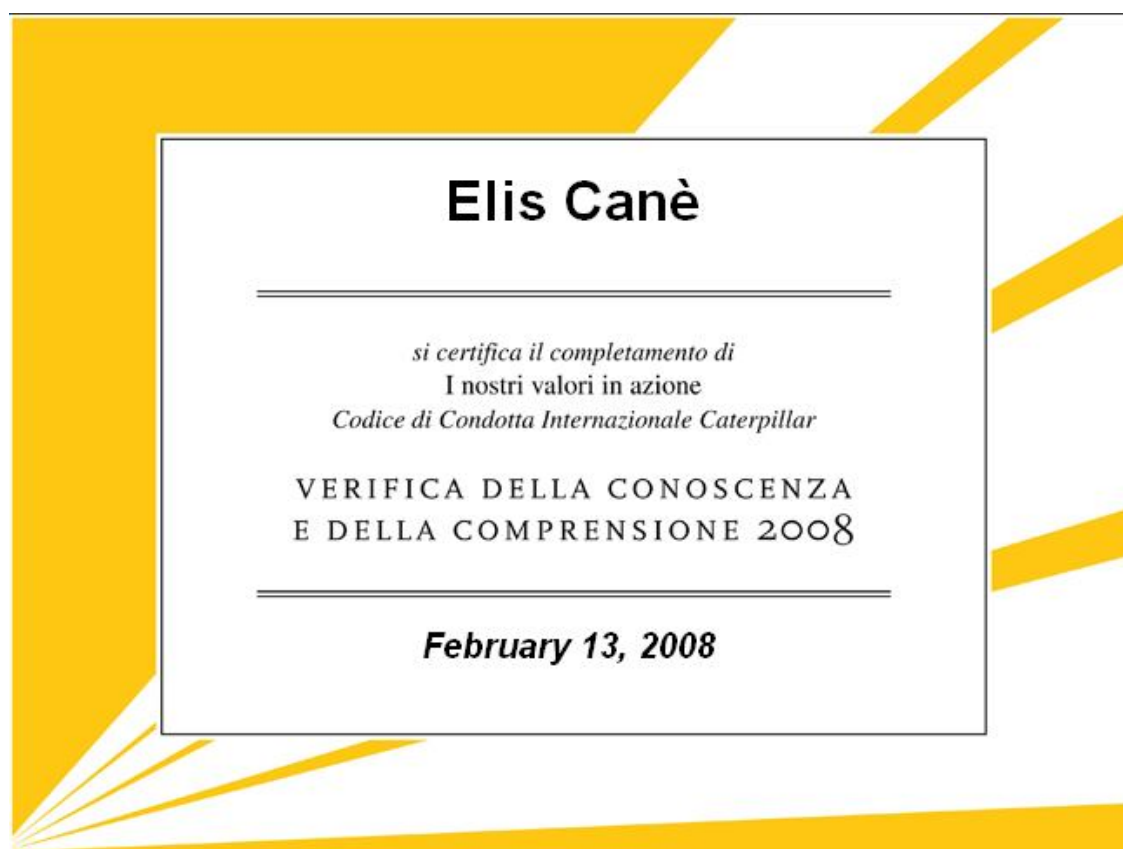 Elis Canè
si certifica il completamento di
I nostri valori in azione
Codice di Condotta Internazionale Caterpillar
VERIFICA DELLA CONOSCENZA
E DELLA COMPRENSIONE 2008
February 13, 2008